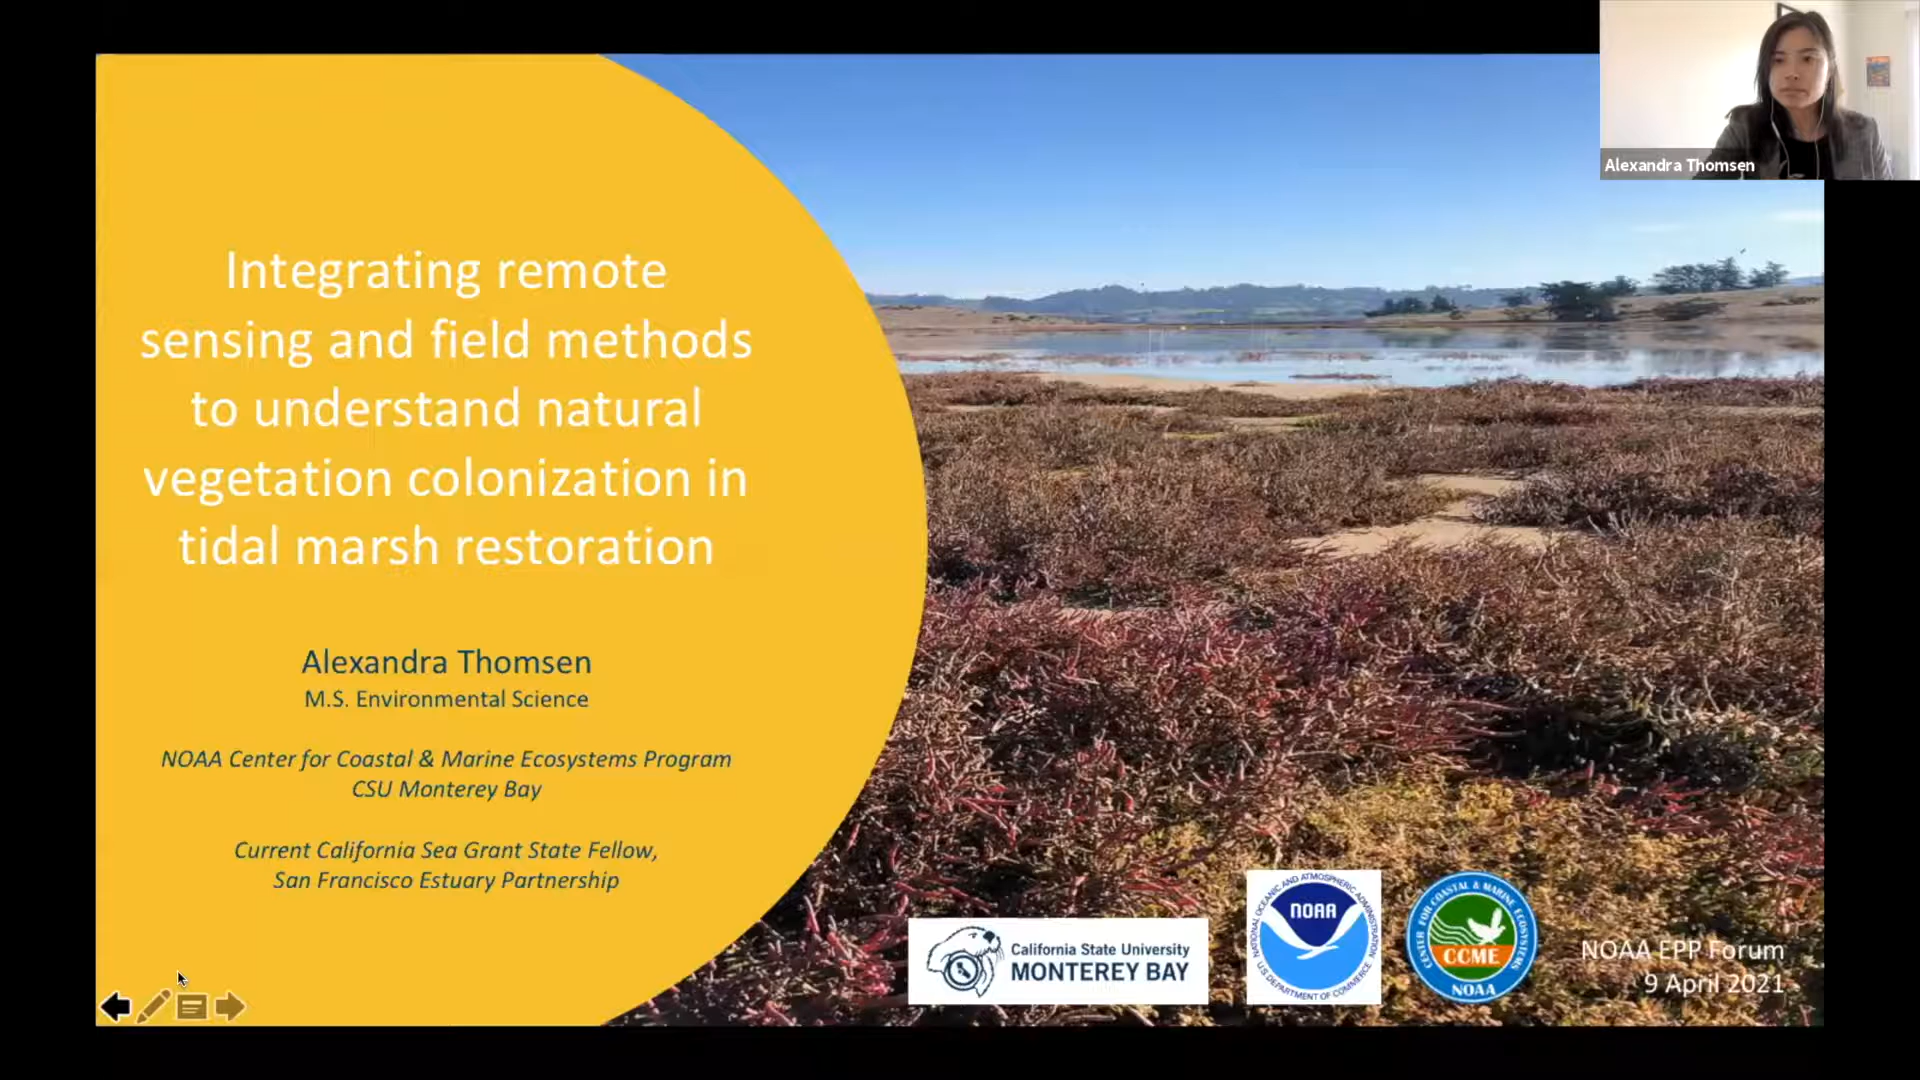 Alexandra Thomsen
Integrating remote
sensing and field methods
to understand natural
vegetation colonization in
tidal marsh restoration
Alexandra Thomsen
M.S. Environmental Science
NOAA Center for Coastal & Marine Ecosystems Program
CSU Monterey Bay
Current California Sea Grant State Fellow,
San Francisco Estuary Partnership
California State University
MONTEREY BAY
NATIONAL OCEANIC AND ATMOSPHERIC ADMINISTRATION
NOAA
U.S. DEPARTMENT OF COMMERCE
CENTER FOR COASTAL & MARINE ECOSYSTEMS
CCME
NOAA
NOAA EPP Forum
9 April 2021